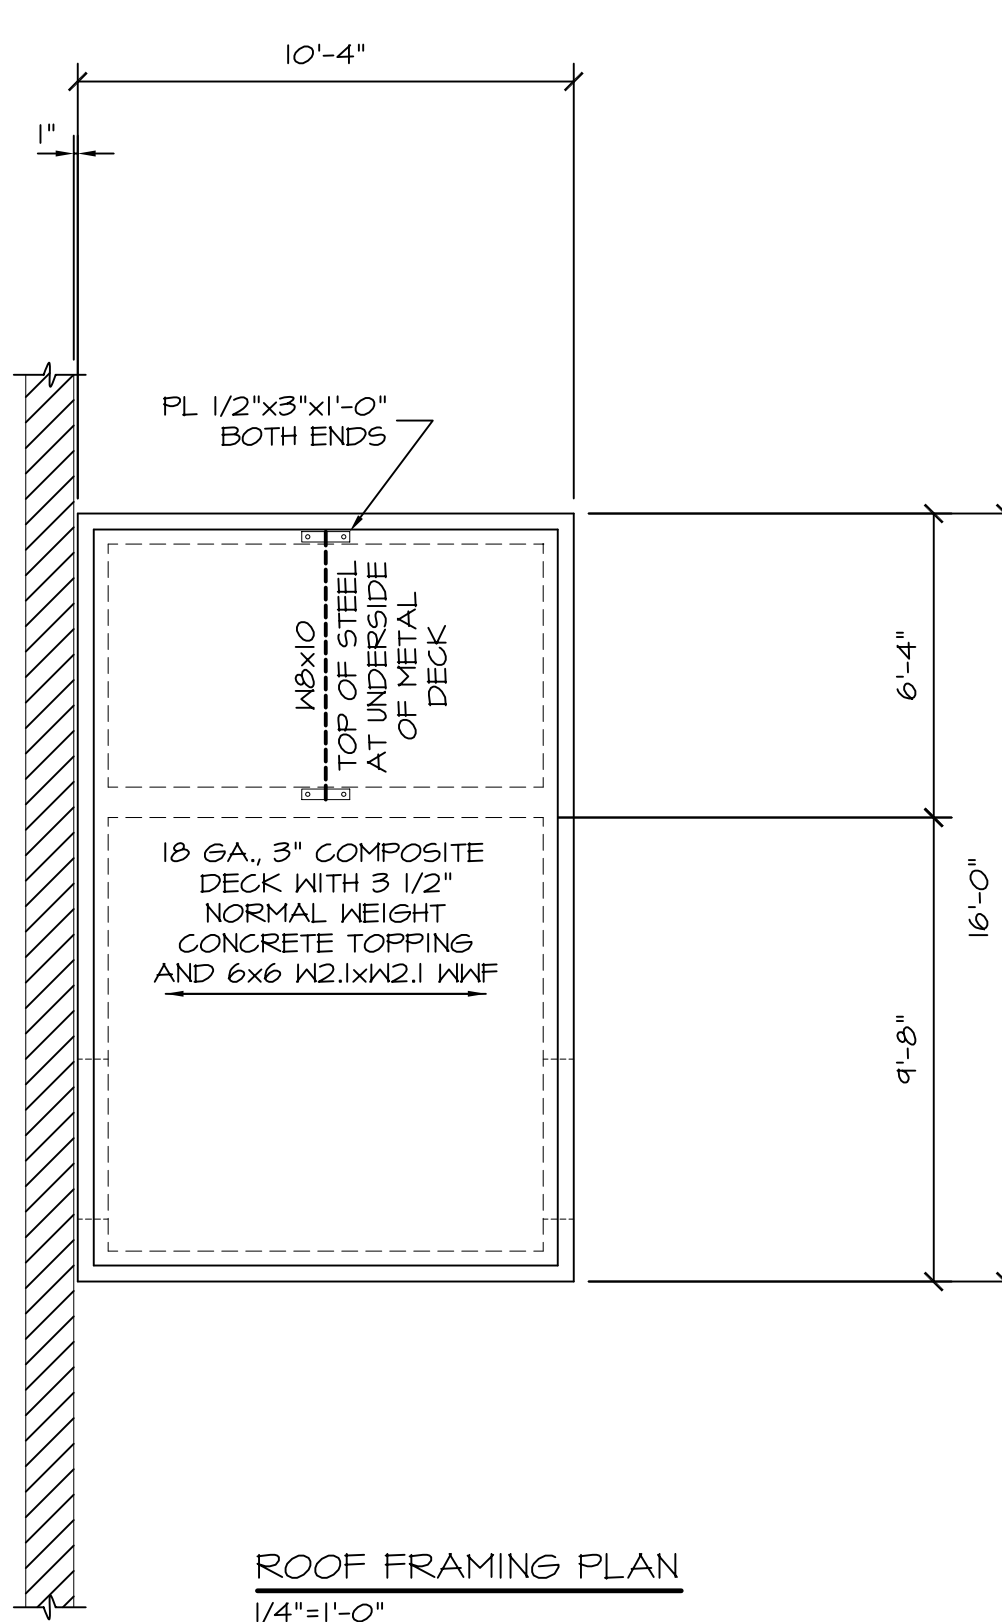 10'-4"
1"
PL 1/2"x3"x1'-0"
BOTH ENDS
W8x10
TOP OF STEEL
AT UNDERSIDE
OF METAL
DECK
6'-4"
18 GA., 3" COMPOSITE
DECK WITH 3 1/2"
NORMAL WEIGHT
CONCRETE TOPPING
AND 6x6 W2.1xW2.1 WWF
16'-0"
9'-8"
ROOF FRAMING PLAN
1/4"=1'-0"